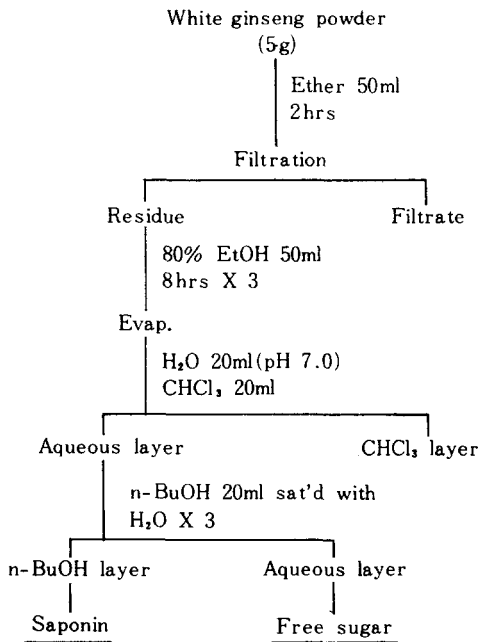 White ginseng powder
(5g)
Ether 50ml
2hrs
Filtration
Residue
Filtrate
80% EtOH 50ml
8hrs X 3
Evap.
H₂O 20ml(pH 7.0)
CHCl₃ 20ml
Aqueous layer
CHCl₃ layer
n-BuOH 20ml sat'd with
H₂O X 3
n-BuOH layer
Aqueous layer
Saponin
Free sugar